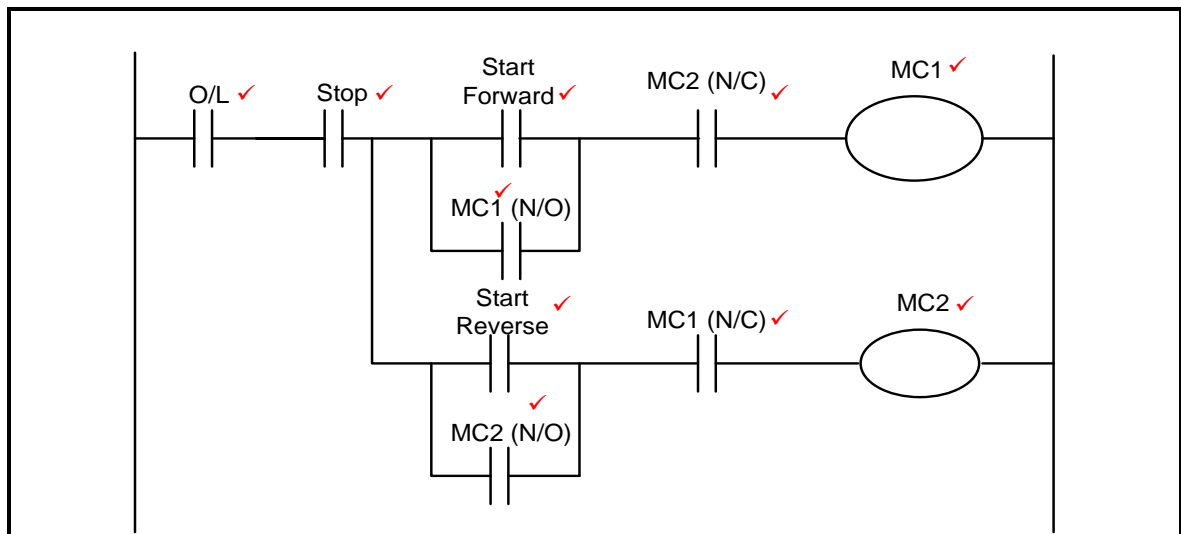 O/L
Stop
Start
Forward
MC2 (N/C)
MC1
MC1 (N/O)
Start
Reverse
MC1 (N/C)
MC2
MC2 (N/O)